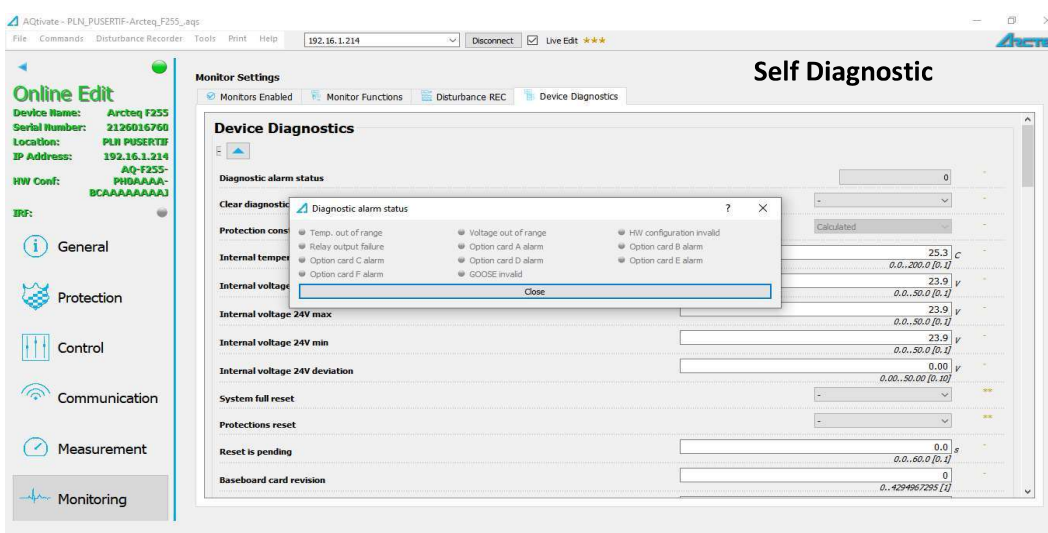 AQtivate - PLN_PUSERTIF-Arcteq_F255_.aqs
File Commands Disturbance Recorder Tools Print Help 192.16.1.214 Disconnect Live Edit ★★★
ARCTE
Self Diagnostic
Online Edit
Device Name: Arcteq F255
Serial Number: 2126016760
Location: PLN PUSERTIF
IP Address: 192.16.1.214
HW Conf: AQ-F255-
PH0AAAA-
BCAAAAAAAJ
IRF:
General
Protection
Control
Communication
Measurement
Monitoring
Monitor Settings
Monitors Enabled Monitor Functions Disturbance REC Device Diagnostics
Device Diagnostics
Diagnostic alarm status 0 -
Clear diagnostic - -
Protection cons Calculated -
Internal temper 25.3 C -
0.0..200.0 [0.1]
Internal voltage 23.9 V -
0.0..50.0 [0.1]
Internal voltage 24V max 23.9 V -
0.0..50.0 [0.1]
Internal voltage 24V min 23.9 V -
0.0..50.0 [0.1]
Internal voltage 24V deviation 0.00 V -
0.00..50.00 [0.10]
System full reset - **
Protections reset - **
Reset is pending 0.0 s -
0.0..60.0 [0.1]
Baseboard card revision 0 -
0..4294967295 [1]
Diagnostic alarm status ? ×
Temp. out of range Voltage out of range HW configuration invalid
Relay output failure Option card A alarm Option card B alarm
Option card C alarm Option card D alarm Option card E alarm
Option card F alarm GOOSE invalid
Close